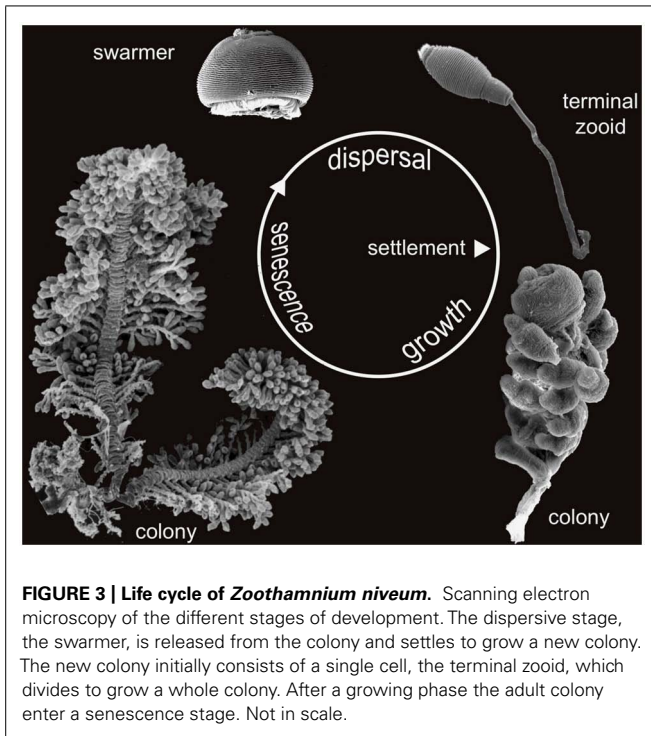 swarmer
terminal
zooid
dispersal
settlement
senescence
growth
colony
colony
FIGURE 3 | Life cycle of Zoothamnium niveum. Scanning electron
microscopy of the different stages of development. The dispersive stage,
the swarmer, is released from the colony and settles to grow a new colony.
The new colony initially consists of a single cell, the terminal zooid, which
divides to grow a whole colony. After a growing phase the adult colony
enter a senescence stage. Not in scale.